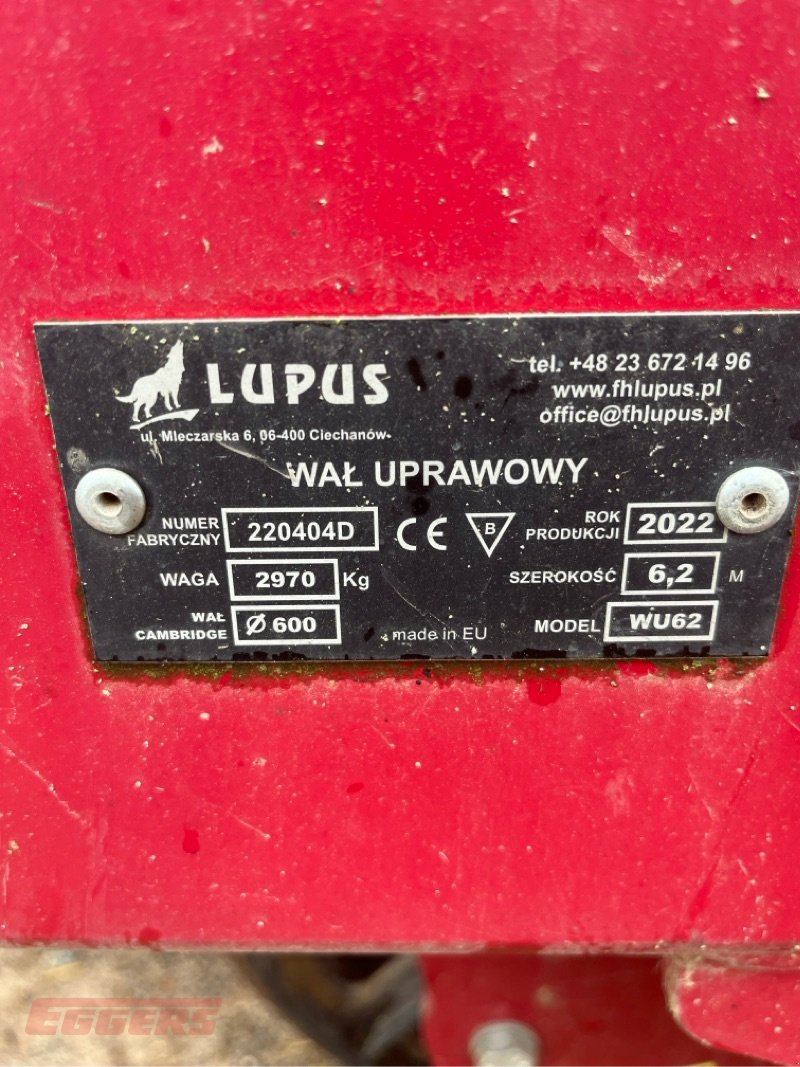 LUPUS
ul. Mleczarska 6, 06-400 Ciechanów
tel. +48 23 672 14 96
www.fhlupus.pl
office@fhlupus.pl
WAŁ UPRAWOWY
NUMER FABRYCZNY 220404D CE B ROK PRODUKCJI 2022
WAGA 2970 Kg SZEROKOŚĆ 6,2 M
WAŁ CAMBRIDGE Ø 600 made in EU MODEL WU62
EGGERS